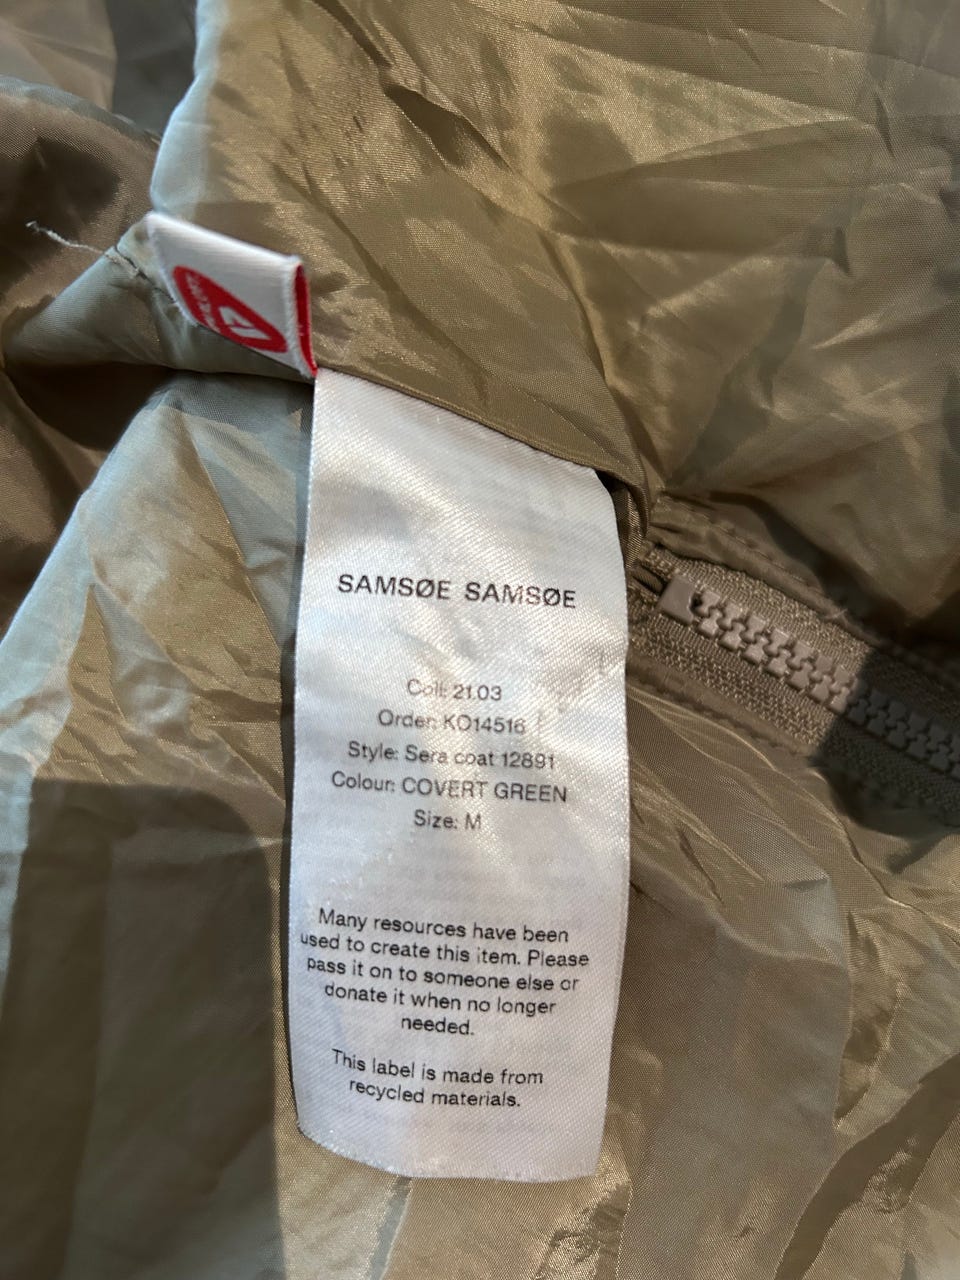 SAMSØE SAMSØE
Coll: 21.03
Order: KO14516
Style: Sera coat 12891
Colour: COVERT GREEN
Size: M
Many resources have been
used to create this item. Please
pass it on to someone else or
donate it when no longer
needed.
This label is made from
recycled materials.